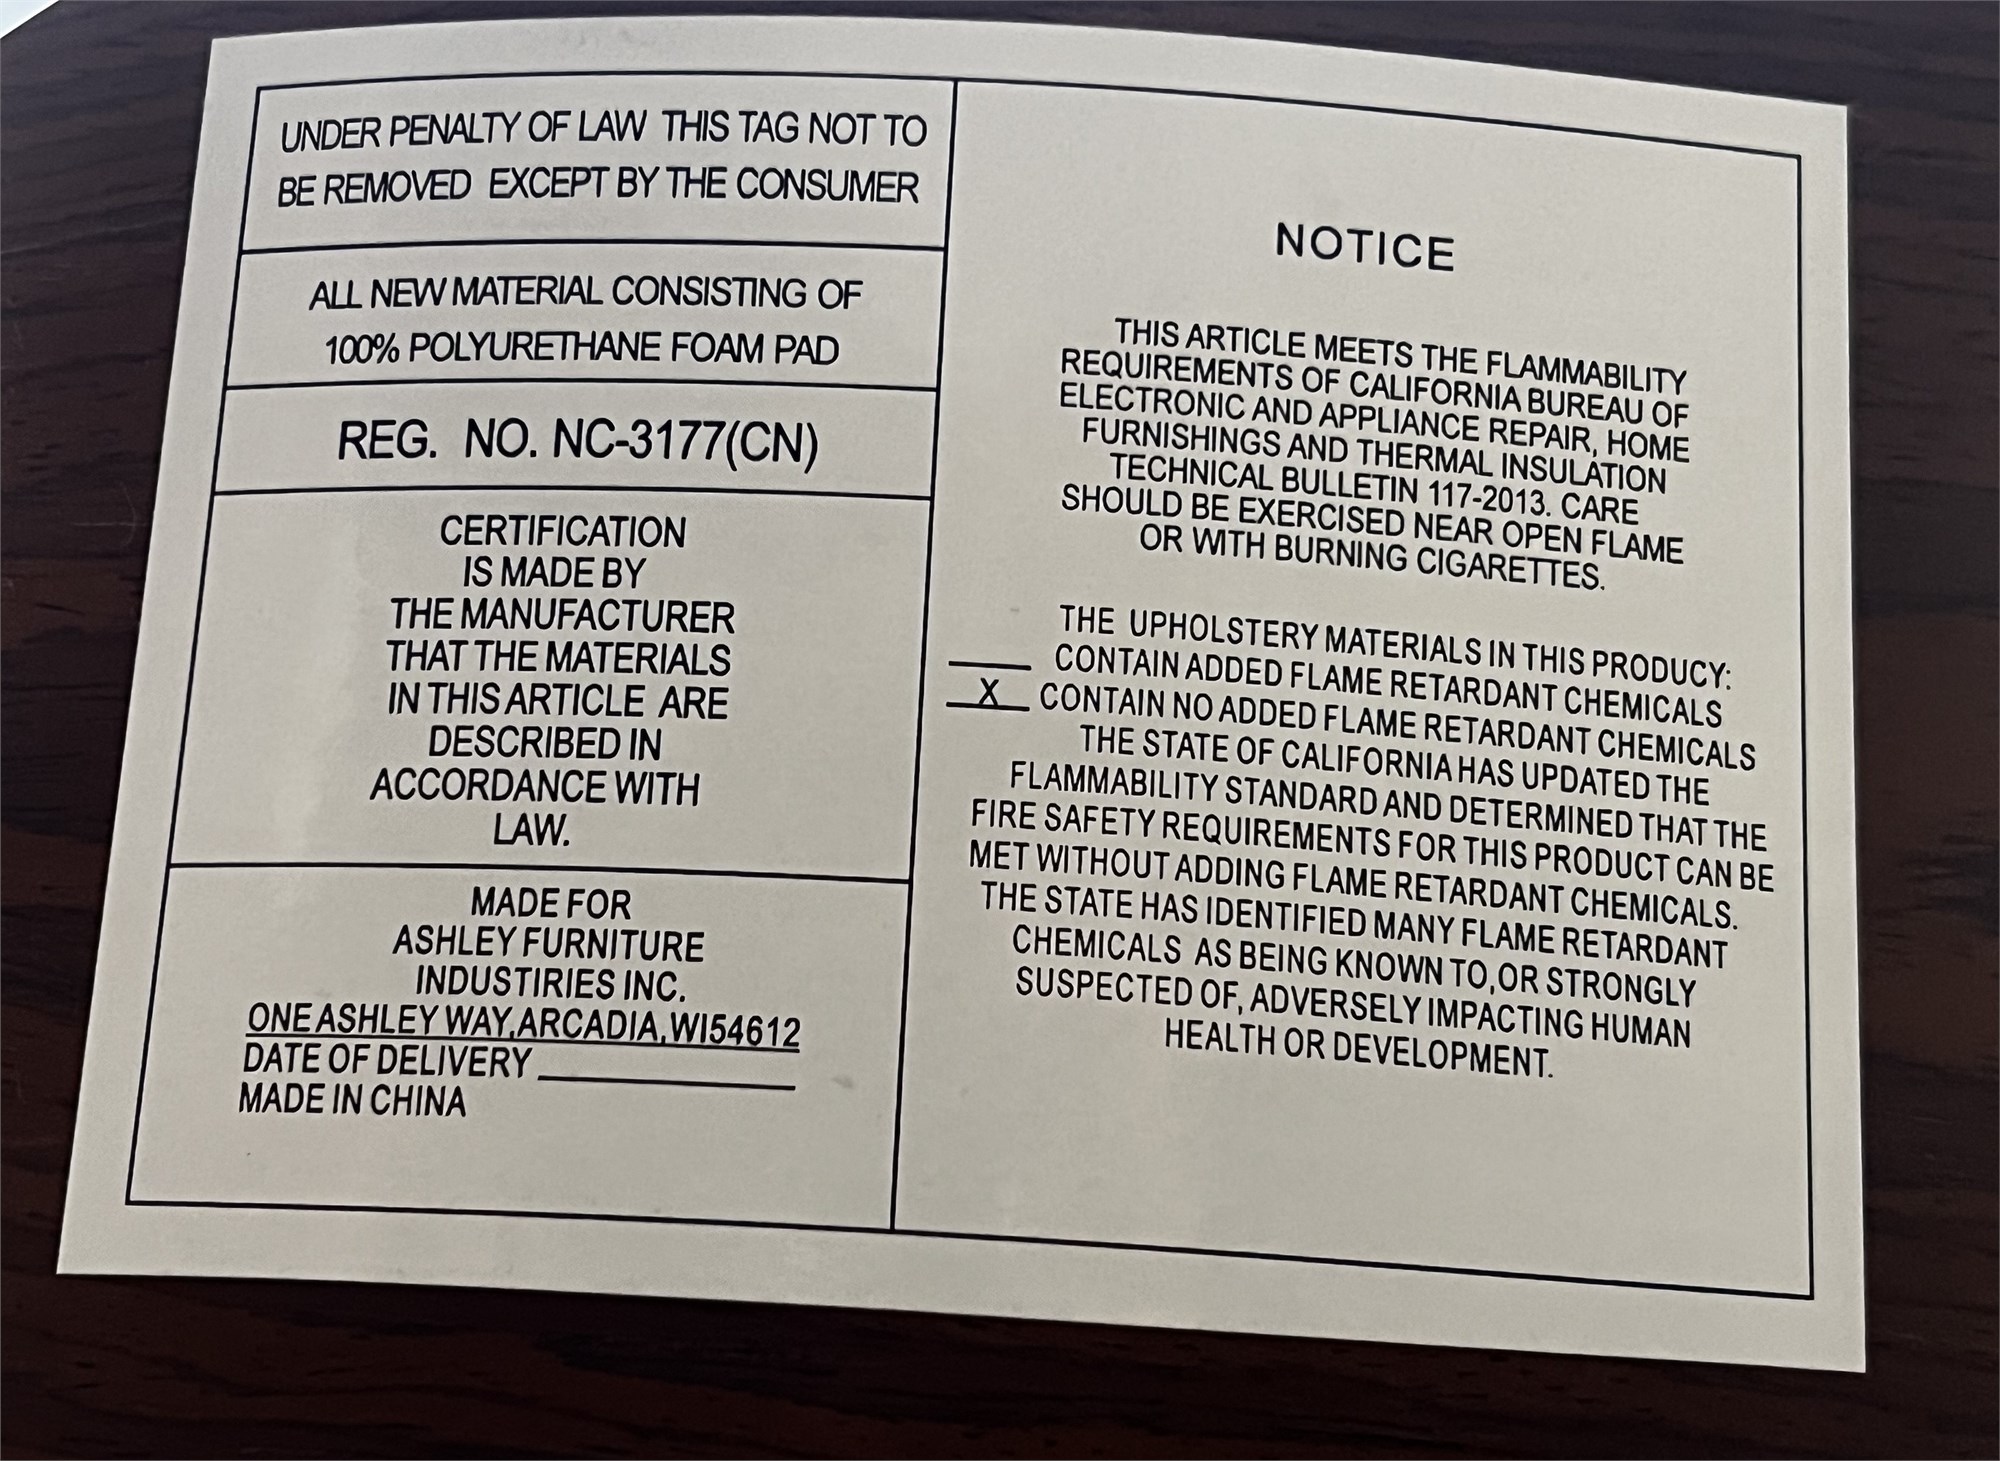 UNDER PENALTY OF LAW THIS TAG NOT TO
BE REMOVED EXCEPT BY THE CONSUMER
ALL NEW MATERIAL CONSISTING OF
100% POLYURETHANE FOAM PAD
REG. NO. NC-3177(CN)
CERTIFICATION
IS MADE BY
THE MANUFACTURER
THAT THE MATERIALS
IN THIS ARTICLE ARE
DESCRIBED IN
ACCORDANCE WITH
LAW.
MADE FOR
ASHLEY FURNITURE
INDUSTIRIES INC.
ONE ASHLEY WAY,ARCADIA,WI54612
DATE OF DELIVERY
MADE IN CHINA
NOTICE
THIS ARTICLE MEETS THE FLAMMABILITY
REQUIREMENTS OF CALIFORNIA BUREAU OF
ELECTRONIC AND APPLIANCE REPAIR, HOME
FURNISHINGS AND THERMAL INSULATION
TECHNICAL BULLETIN 117-2013. CARE
SHOULD BE EXERCISED NEAR OPEN FLAME
OR WITH BURNING CIGARETTES.
THE UPHOLSTERY MATERIALS IN THIS PRODUCY:
CONTAIN ADDED FLAME RETARDANT CHEMICALS
X CONTAIN NO ADDED FLAME RETARDANT CHEMICALS
THE STATE OF CALIFORNIA HAS UPDATED THE
FLAMMABILITY STANDARD AND DETERMINED THAT THE
FIRE SAFETY REQUIREMENTS FOR THIS PRODUCT CAN BE
MET WITHOUT ADDING FLAME RETARDANT CHEMICALS.
THE STATE HAS IDENTIFIED MANY FLAME RETARDANT
CHEMICALS AS BEING KNOWN TO,OR STRONGLY
SUSPECTED OF, ADVERSELY IMPACTING HUMAN
HEALTH OR DEVELOPMENT.